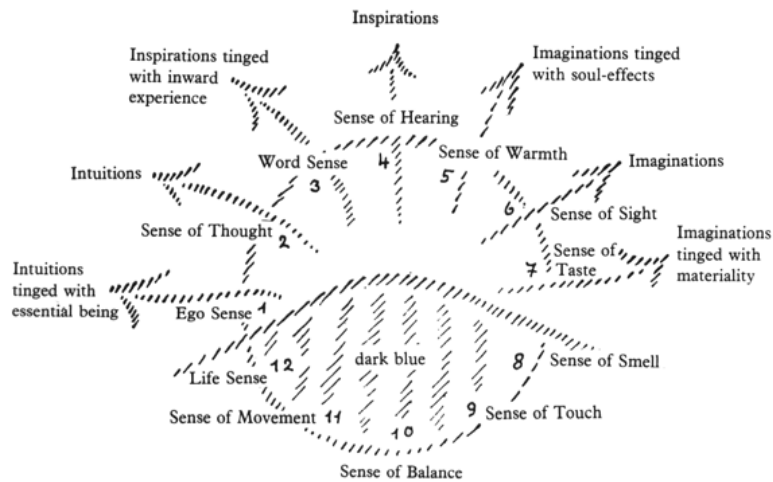 Inspirations
Inspirations tinged
with inward
experience
Imaginations tinged
with soul-effects
Sense of Hearing
Word Sense
3
4
Sense of Warmth
5
Intuitions
Imaginations
6
Sense of Sight
Sense of Thought
2
Imaginations
tinged with
materiality
Sense of
Taste
7
Intuitions
tinged with
essential being
Ego Sense
1
dark blue
12
Life Sense
8
Sense of Smell
Sense of Movement
11
9
Sense of Touch
10
Sense of Balance